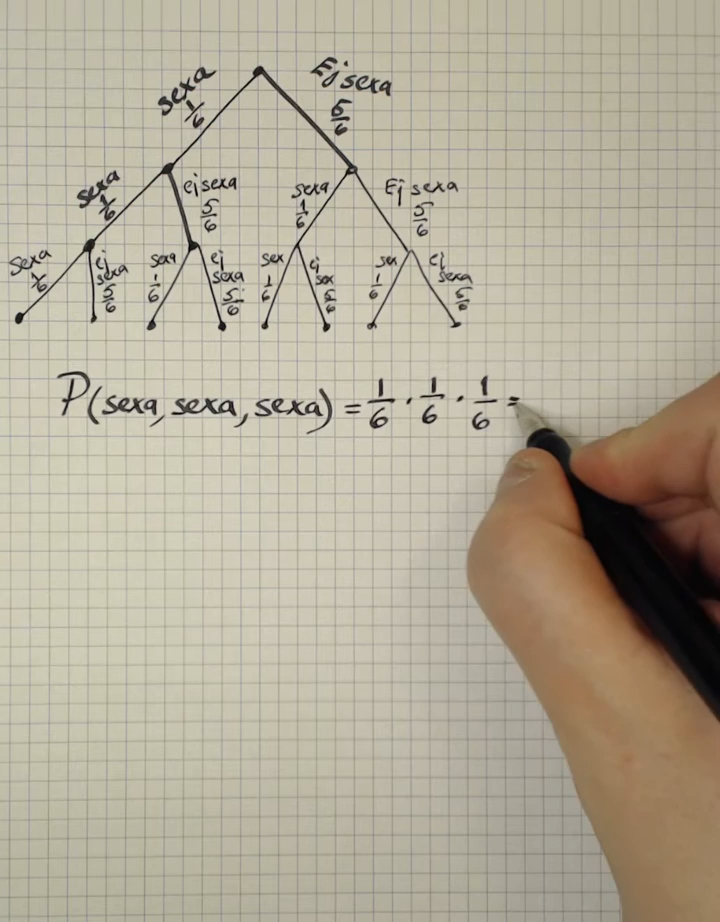 sexa Ej sexa
1/6 5/6
sexa ej sexa sexa Ej sexa
1/6 5/6 1/6 5/6
sexa ej sexa sexa ej sexa sex ej sex sex ej sexa
1/6 5/6 1/6 5/6 1/6 5/6 1/6 5/6
P(sexa, sexa, sexa) = 1/6 · 1/6 · 1/6 =